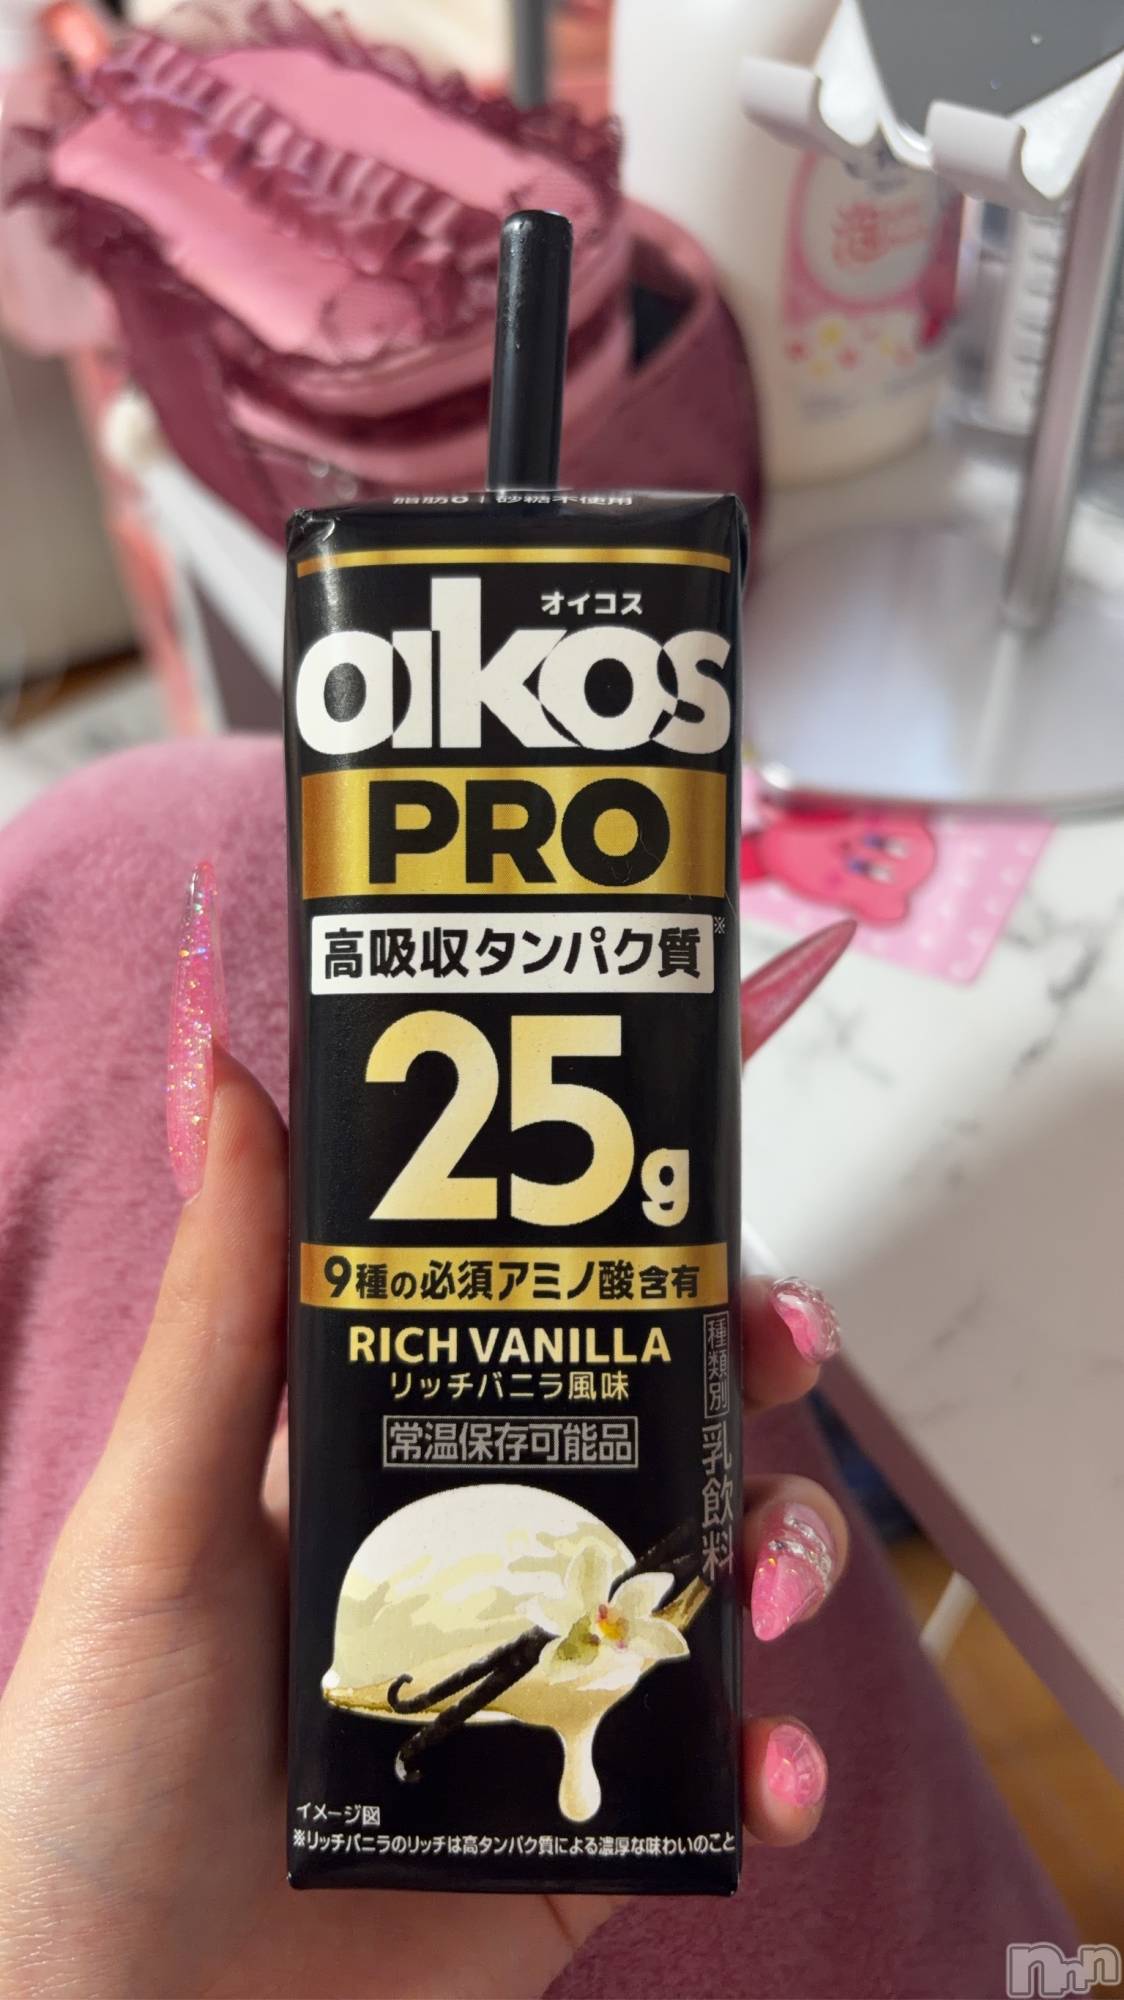 脂肪0 砂糖不使用
オイコス
oikos
PRO
高吸収タンパク質※
25g
9種の必須アミノ酸含有
RICH VANILLA
リッチバニラ風味
常温保存可能品
種類別 乳飲料
イメージ図
※リッチバニラのリッチは高タンパク質による濃厚な味わいのこと